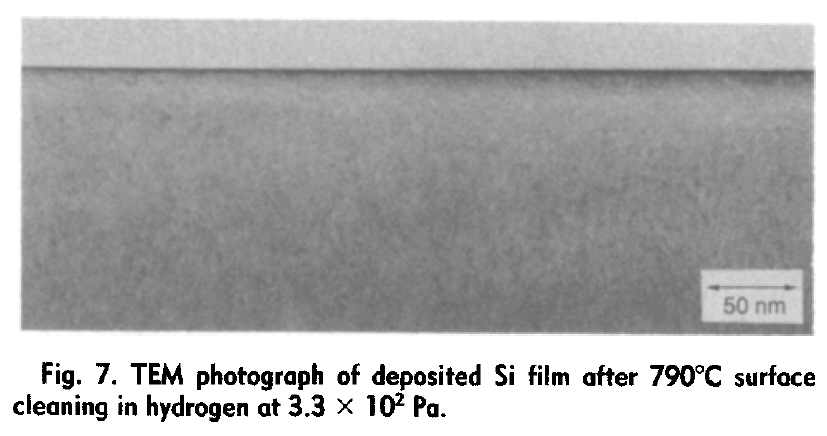 50 nm
Fig. 7. TEM photograph of deposited Si film after 790°C surface
cleaning in hydrogen at 3.3 × 10² Pa.